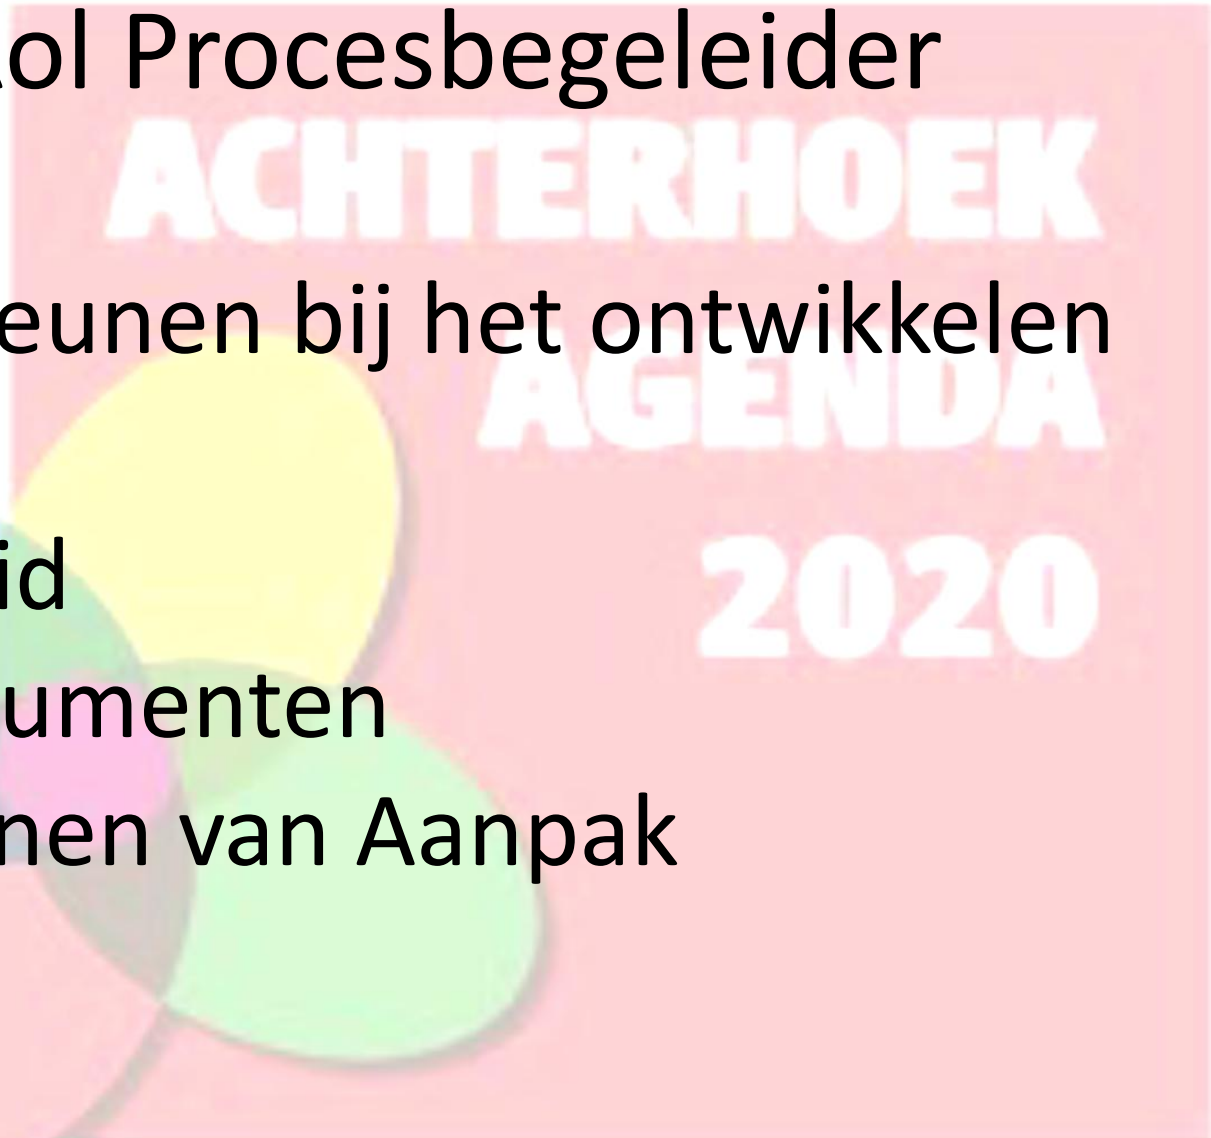 ol Procesbegeleider
ACHTERHOEK
eunen bij het ontwikkelen
AGENDA
2020
id
umenten
nen van Aanpak